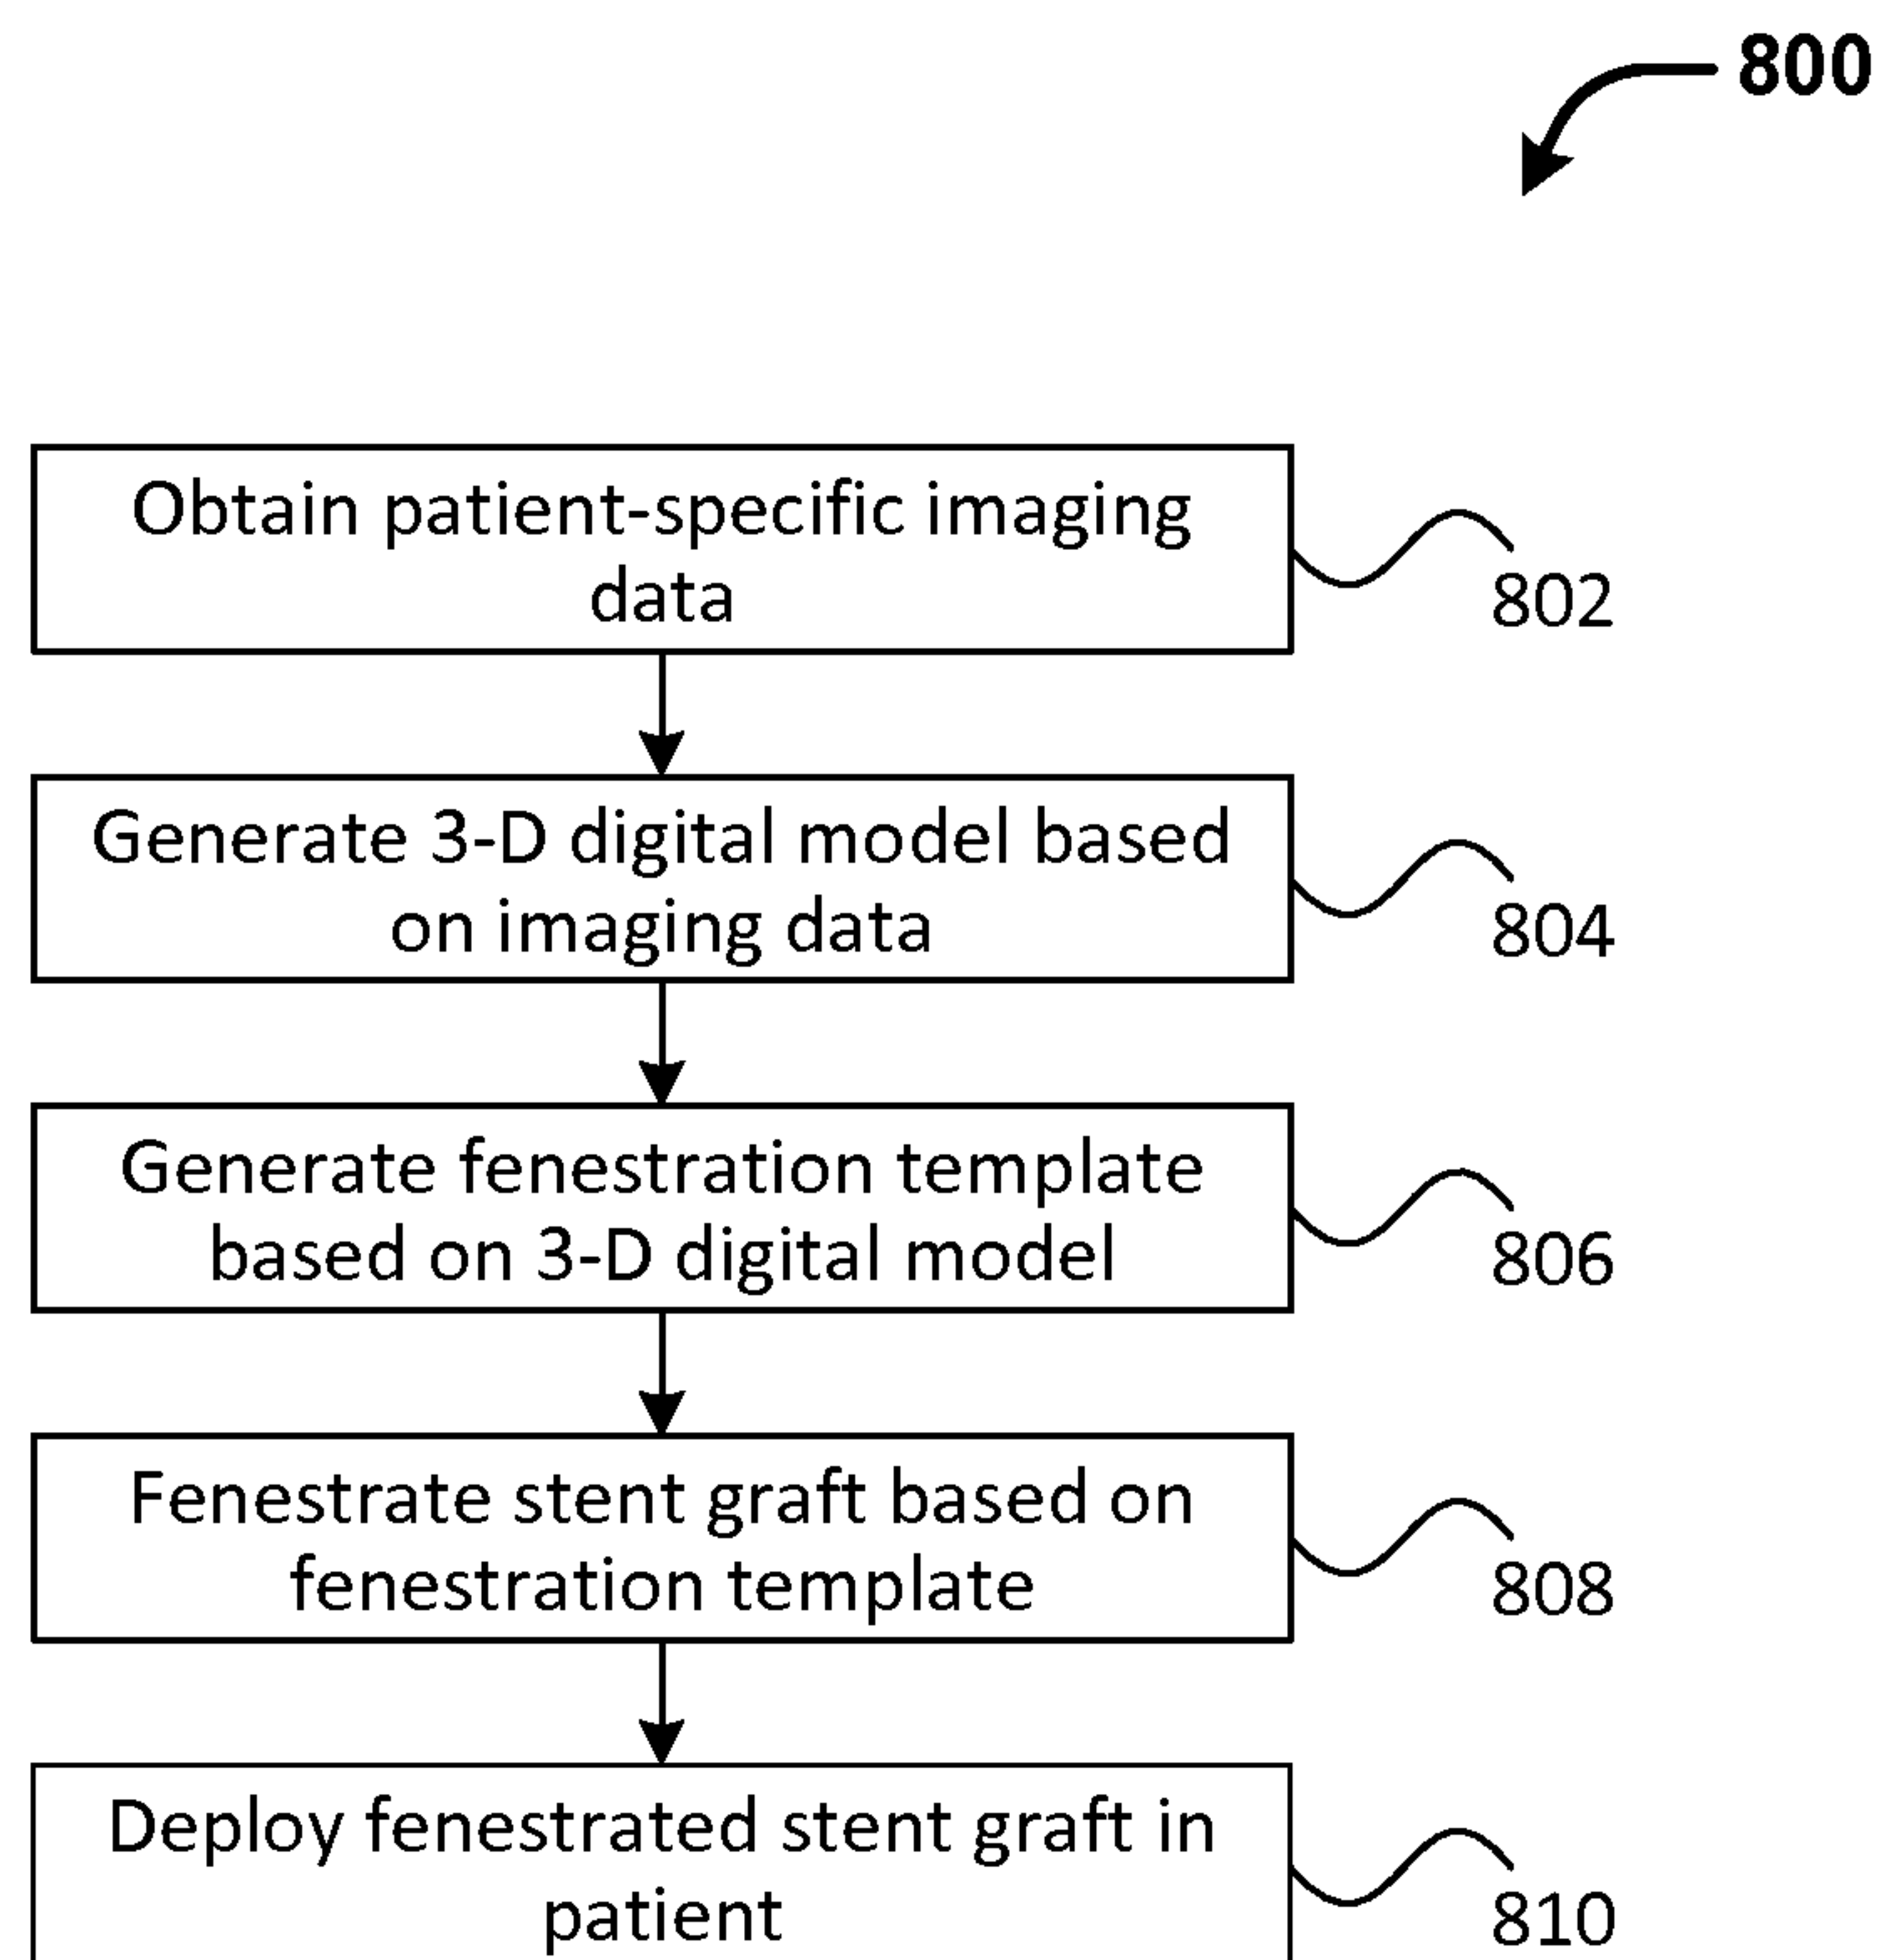 800
Obtain patient-specific imaging
data
802
Generate 3-D digital model based
on imaging data
804
Generate fenestration template
based on 3-D digital model
806
Fenestrate stent graft based on
fenestration template
808
Deploy fenestrated stent graft in
patient
810